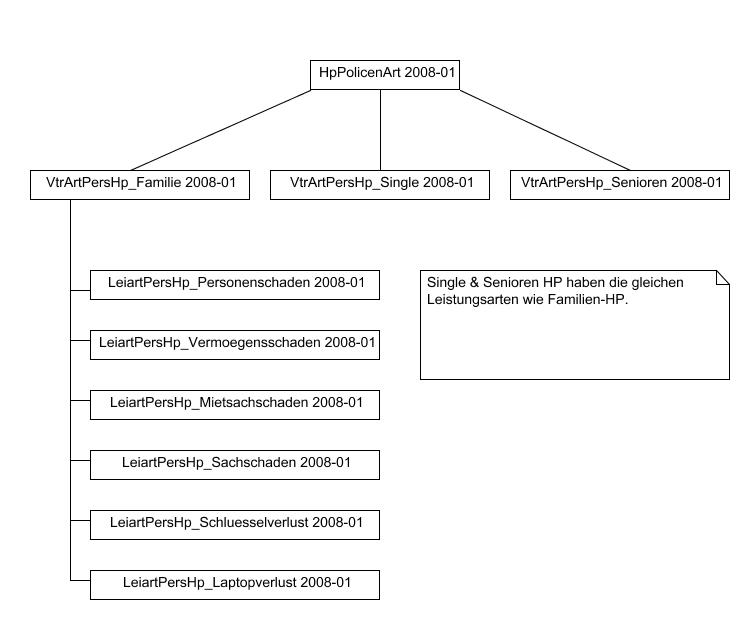 HpPolicenArt 2008-01
VtrArtPersHp_Familie 2008-01
VtrArtPersHp_Single 2008-01
VtrArtPersHp_Senioren 2008-01
LeiartPersHp_Personenschaden 2008-01
Single & Senioren HP haben die gleichen
Leistungsarten wie Familien-HP.
LeiartPersHp_Vermoegensschaden 2008-01
LeiartPersHp_Mietsachschaden 2008-01
LeiartPersHp_Sachschaden 2008-01
LeiartPersHp_Schluesselverlust 2008-01
LeiartPersHp_Laptopverlust 2008-01